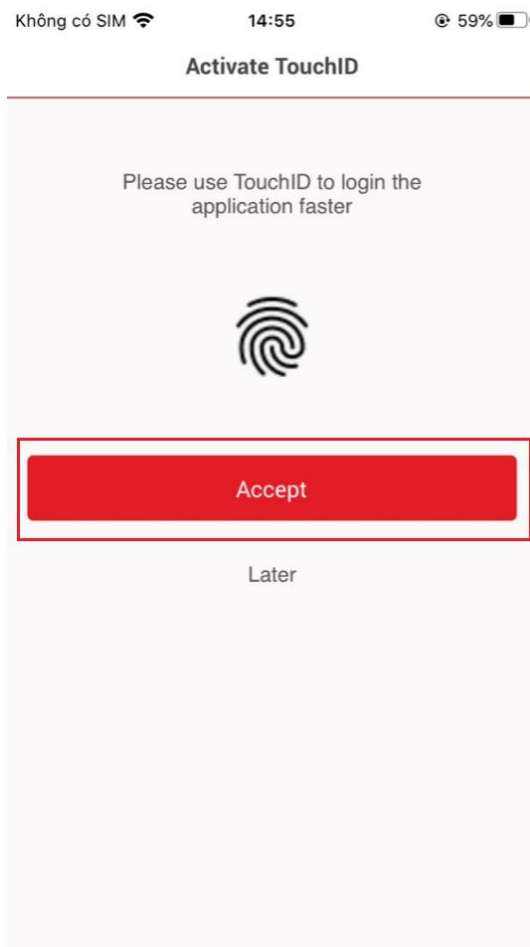 Không có SIM 14:55 59%
Activate TouchID
Please use TouchID to login the
application faster
Accept
Later